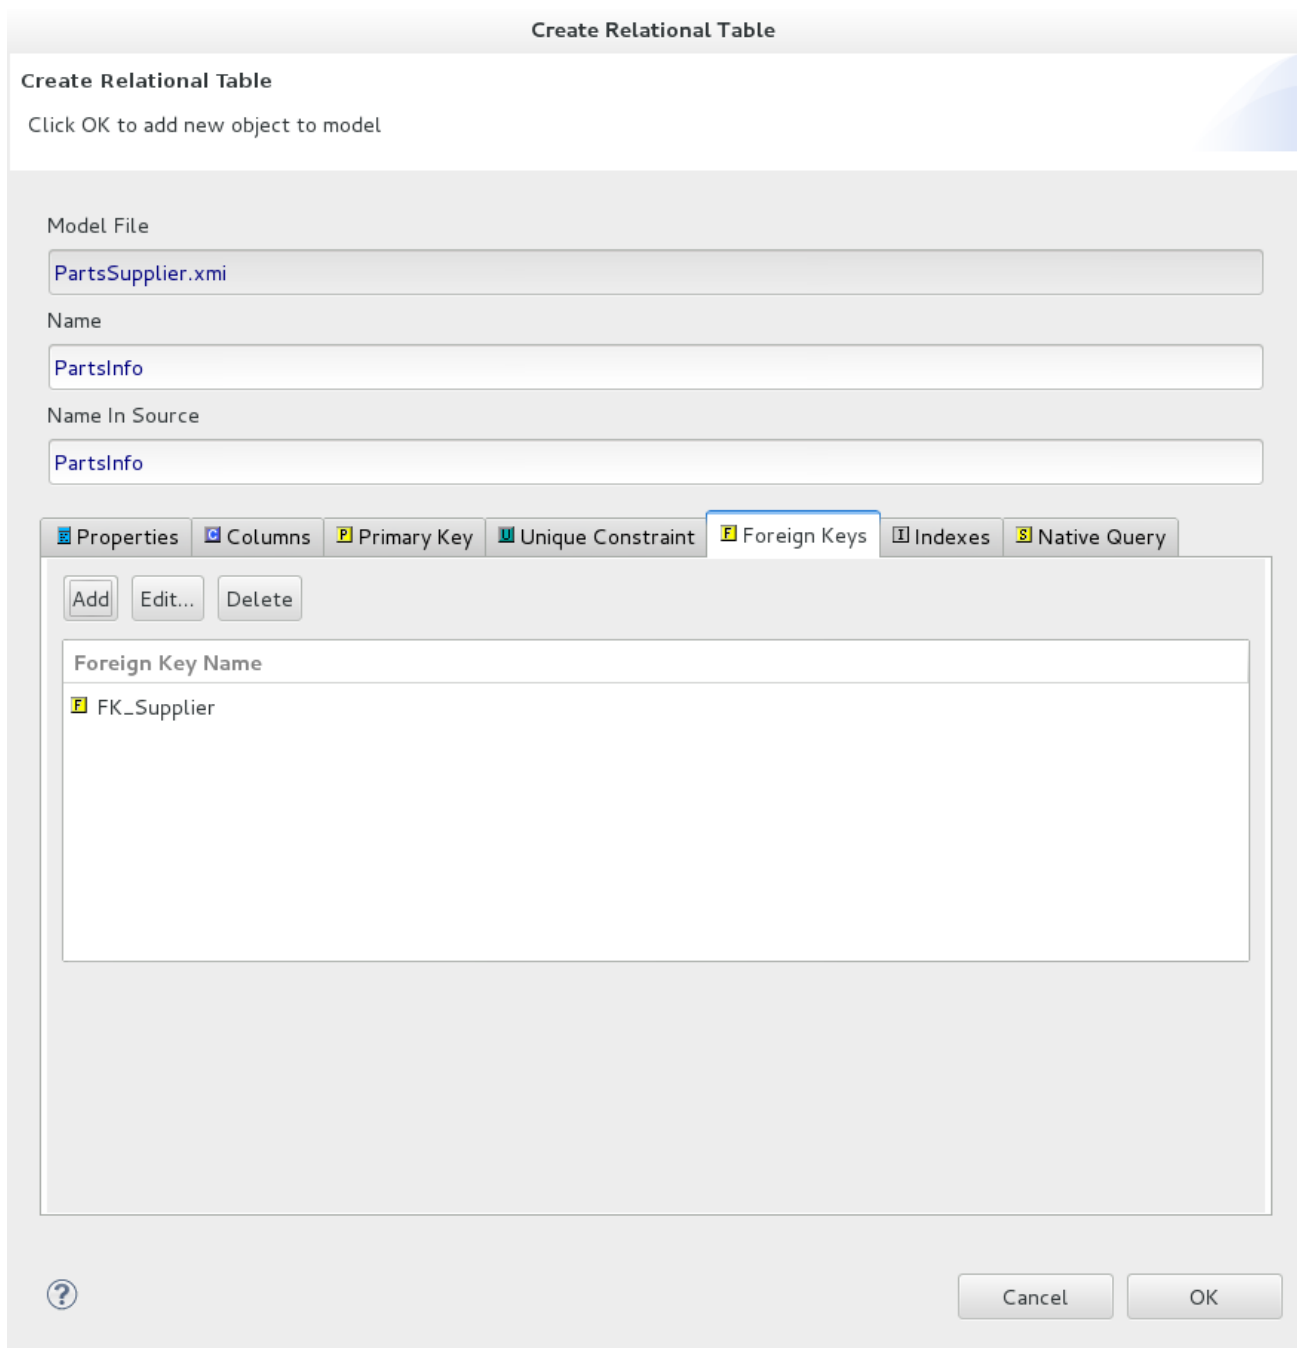 Create Relational Table
Create Relational Table
Click OK to add new object to model
Model File
PartsSupplier.xmi
Name
PartsInfo
Name In Source
PartsInfo
Properties C Columns P Primary Key U Unique Constraint F Foreign Keys I Indexes S Native Query
Add Edit... Delete
Foreign Key Name
F FK_Supplier
? Cancel OK